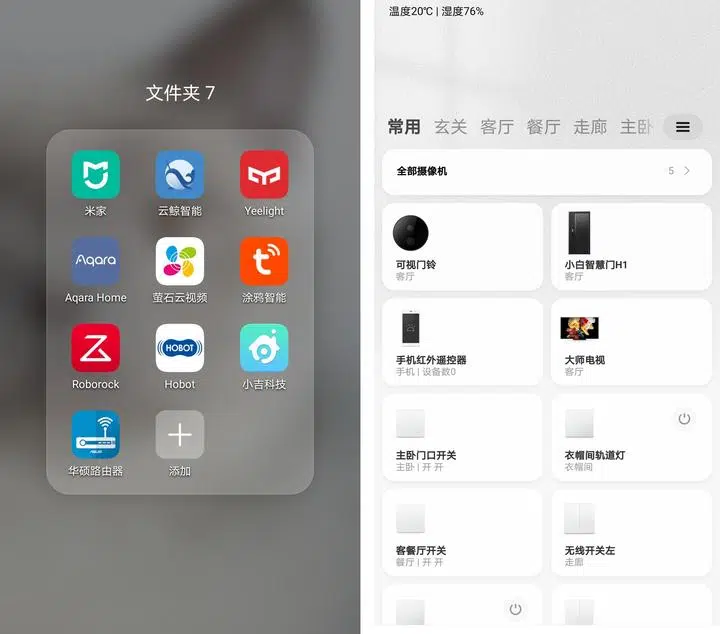 文件夹 7
米家
云鲸智能
Yeelight
Aqara
Aqara Home
萤石云视频
涂鸦智能
HOBOT
Roborock
Hobot
小吉科技
ASUS
华硕路由器
添加
温度20℃ | 湿度76%
常用 玄关 客厅 餐厅 走廊 主卧
全部摄像机 5
可视门铃
客厅
小白智慧门H1
客厅
手机红外遥控器
手机 | 设备数0
大师电视
客厅
主卧门口开关
主卧 | 开 开
衣帽间轨道灯
衣帽间
客餐厅开关
餐厅 | 开 开
无线开关左
走廊